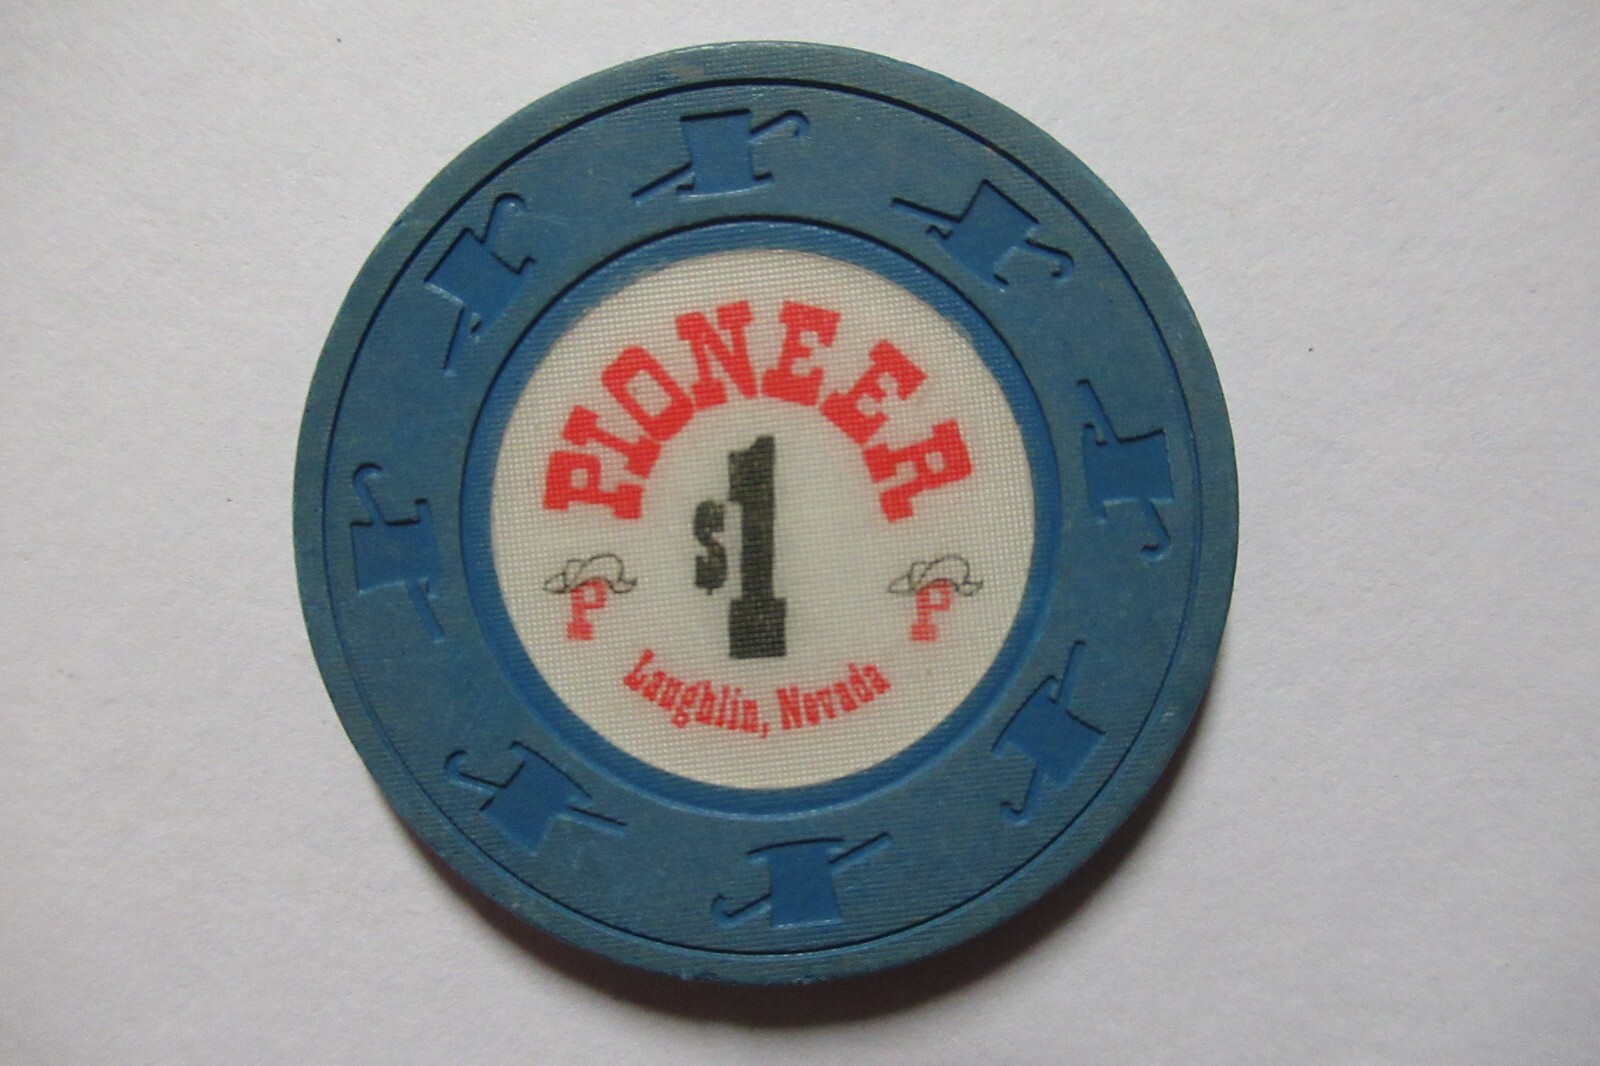 PIONEER
$1
P P
Laughlin, Nevada